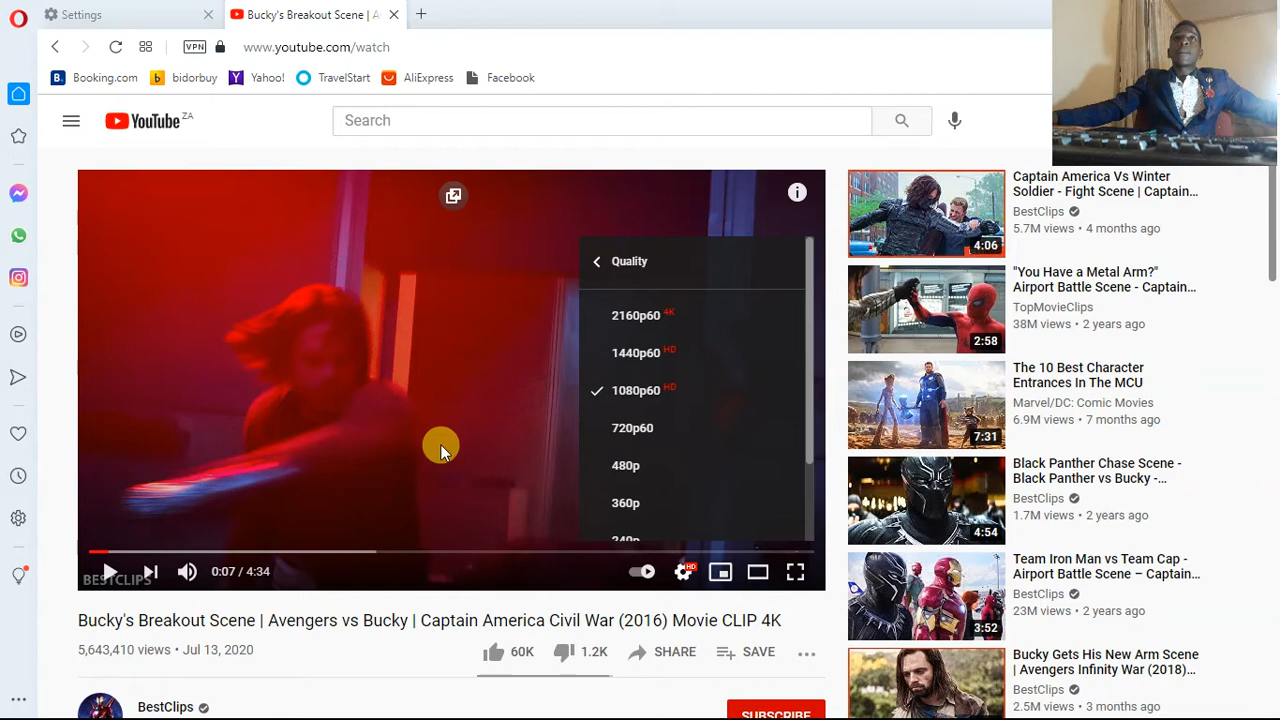 Settings
Bucky's Breakout Scene | A
VPN
www.youtube.com/watch
B.
Booking.com
b
bidorbuy
Y
Yahoo!
TravelStart
AliExpress
Facebook
YouTube ZA
Search
Quality
2160p60 4K
1440p60 HD
1080p60 HD
720p60
480p
360p
240p
BESTCLIPS
0:07 / 4:34
HD
Bucky's Breakout Scene | Avengers vs Bucky | Captain America Civil War (2016) Movie CLIP 4K
5,643,410 views • Jul 13, 2020
60K
1.2K
SHARE
SAVE
BestClips
SUBSCRIBE
4:06
Captain America Vs Winter
Soldier - Fight Scene | Captain...
BestClips
5.7M views • 4 months ago
2:58
"You Have a Metal Arm?"
Airport Battle Scene - Captain...
TopMovieClips
38M views • 2 years ago
7:31
The 10 Best Character
Entrances In The MCU
Marvel/DC: Comic Movies
6.9M views • 7 months ago
4:54
Black Panther Chase Scene -
Black Panther vs Bucky -...
BestClips
1.7M views • 2 years ago
3:52
Team Iron Man vs Team Cap -
Airport Battle Scene – Captain...
BestClips
23M views • 2 years ago
Bucky Gets His New Arm Scene
| Avengers Infinity War (2018)...
BestClips
2.5M views • 3 months ago